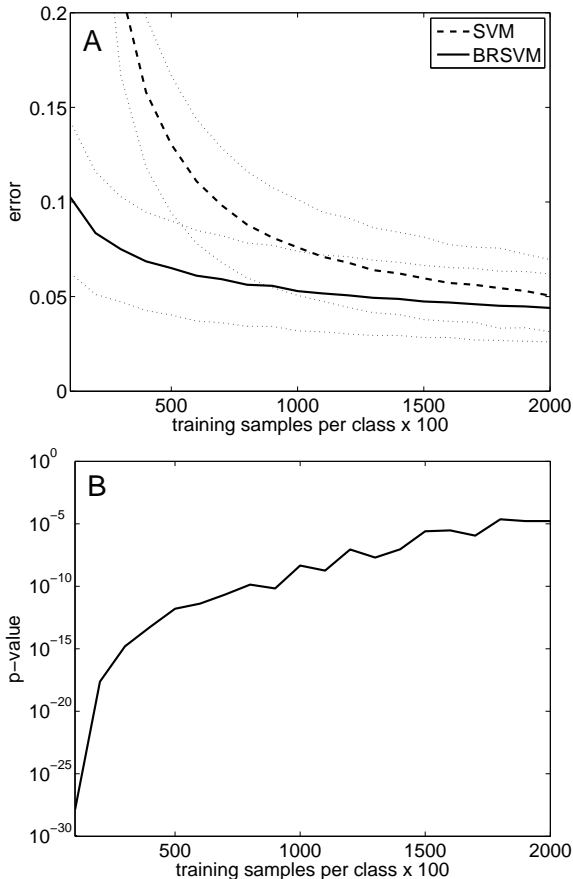 A
SVM
BRSVM
0.2
0.15
0.1
0.05
0
error
500
1000
1500
2000
training samples per class x 100
B
10^0
10^−5
10^−10
10^−15
10^−20
10^−25
10^−30
p−value
500
1000
1500
2000
training samples per class x 100